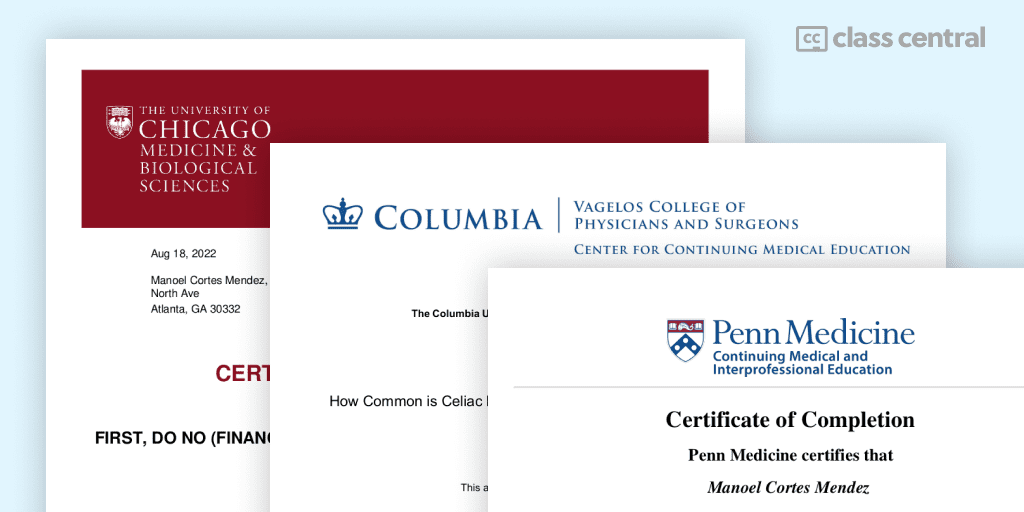 cc class central
THE UNIVERSITY OF
CHICAGO
MEDICINE &
BIOLOGICAL
SCIENCES
Aug 18, 2022
Manoel Cortes Mendez,
North Ave
Atlanta, GA 30332
CERT
FIRST, DO NO (FINANC
COLUMBIA
VAGELOS COLLEGE OF
PHYSICIANS AND SURGEONS
CENTER FOR CONTINUING MEDICAL EDUCATION
The Columbia U
How Common is Celiac
This a
Penn Medicine
Continuing Medical and
Interprofessional Education
Certificate of Completion
Penn Medicine certifies that
Manoel Cortes Mendez